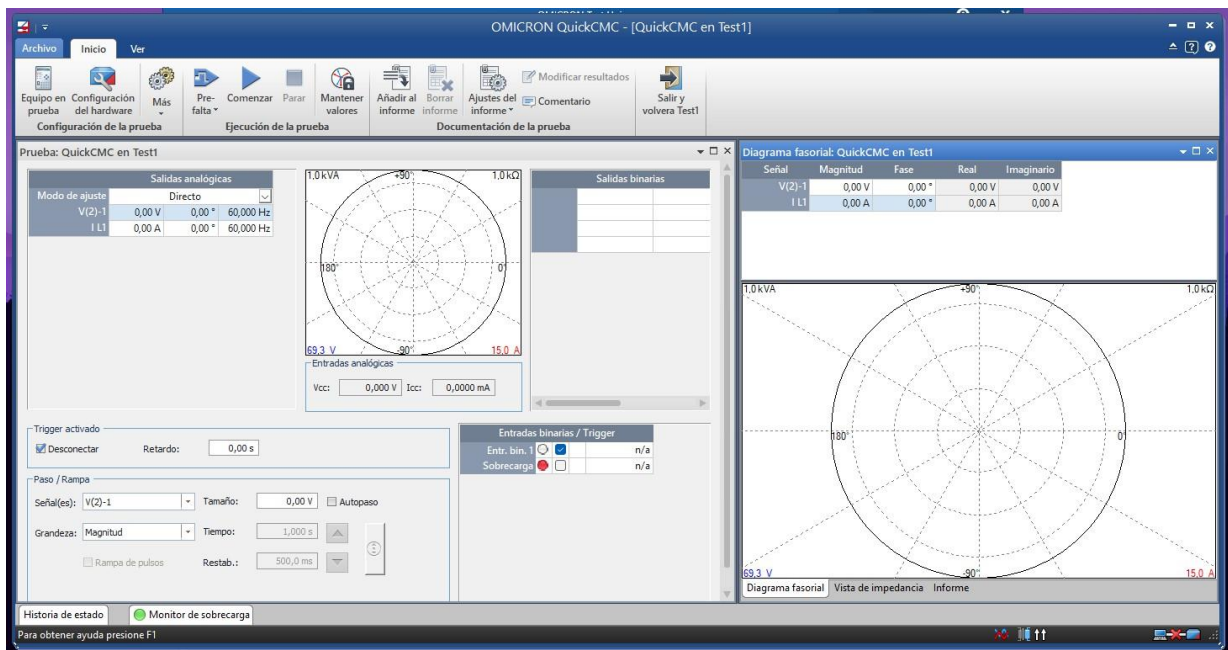 OMICRON QuickCMC - [QuickCMC en Test1]
Archivo Inicio Ver
Equipo en prueba
Configuración del hardware
Más
Pre-falta
Comenzar
Parar
Mantener valores
Añadir al informe
Borrar informe
Ajustes del informe
Modificar resultados
Comentario
Salir y volvera Test1
Configuración de la prueba
Ejecución de la prueba
Documentación de la prueba
Prueba: QuickCMC en Test1
Salidas analógicas
Modo de ajuste Directo
V(2)-1 0,00 V 0,00 ° 60,000 Hz
I L1 0,00 A 0,00 ° 60,000 Hz
1,0 kVA +90° 1,0 kΩ
180° 0°
69,3 V -90° 15,0 A
Salidas binarias
Entradas analógicas
Vcc: 0,000 V Icc: 0,0000 mA
Trigger activado
Desconectar Retardo: 0,00 s
Paso / Rampa
Señal(es): V(2)-1 Tamaño: 0,00 V Autopaso
Grandeza: Magnitud Tiempo: 1,000 s
Rampa de pulsos Restab.: 500,0 ms
Entradas binarias / Trigger
Entr. bin. 1 n/a
Sobrecarga n/a
Diagrama fasorial: QuickCMC en Test1
Señal Magnitud Fase Real Imaginario
V(2)-1 0,00 V 0,00 ° 0,00 V 0,00 V
I L1 0,00 A 0,00 ° 0,00 A 0,00 A
1,0 kVA +90° 1,0 kΩ
180° 0°
69,3 V -90° 15,0 A
Diagrama fasorial Vista de impedancia Informe
Historia de estado Monitor de sobrecarga
Para obtener ayuda presione F1